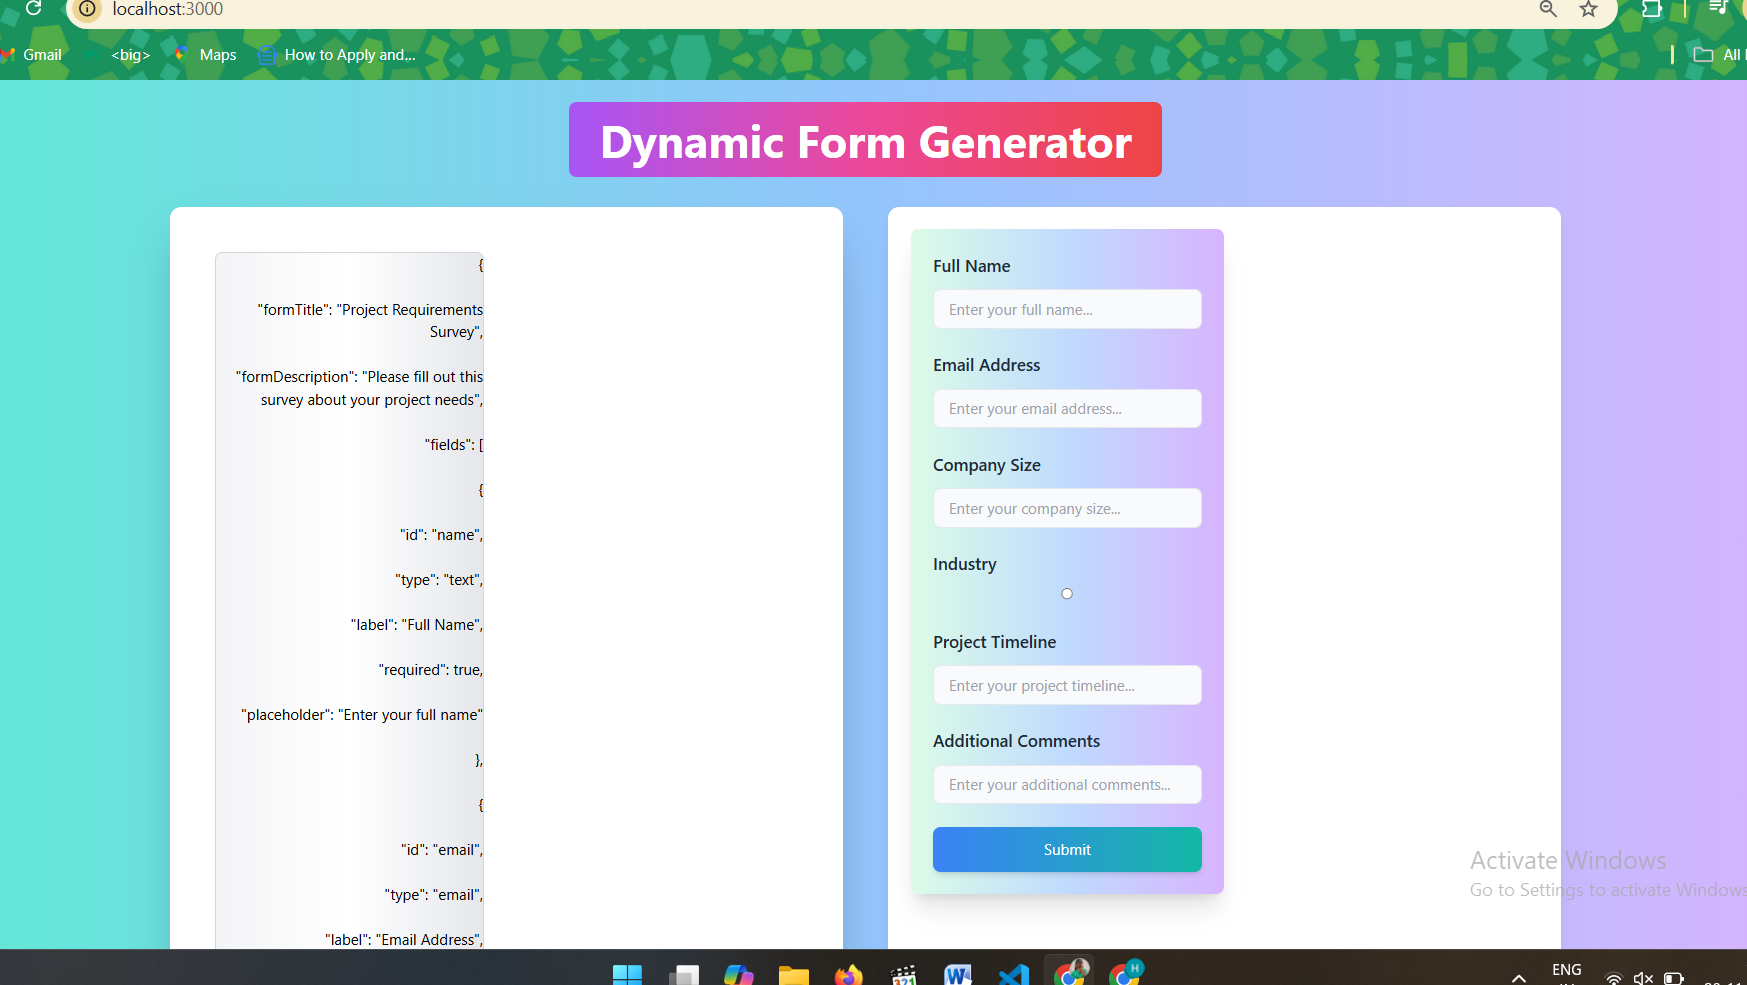 localhost:3000
Gmail
<big>
Maps
How to Apply and...
All
Dynamic Form Generator
{
"formTitle": "Project Requirements
Survey",
"formDescription": "Please fill out this
survey about your project needs",
"fields": [
{
"id": "name",
"type": "text",
"label": "Full Name",
"required": true,
"placeholder": "Enter your full name"
},
{
"id": "email",
"type": "email",
"label": "Email Address",
Full Name
Enter your full name...
Email Address
Enter your email address...
Company Size
Enter your company size...
Industry
Project Timeline
Enter your project timeline...
Additional Comments
Enter your additional comments...
Submit
Activate Windows
Go to Settings to activate Windows
321
W
H
ENG